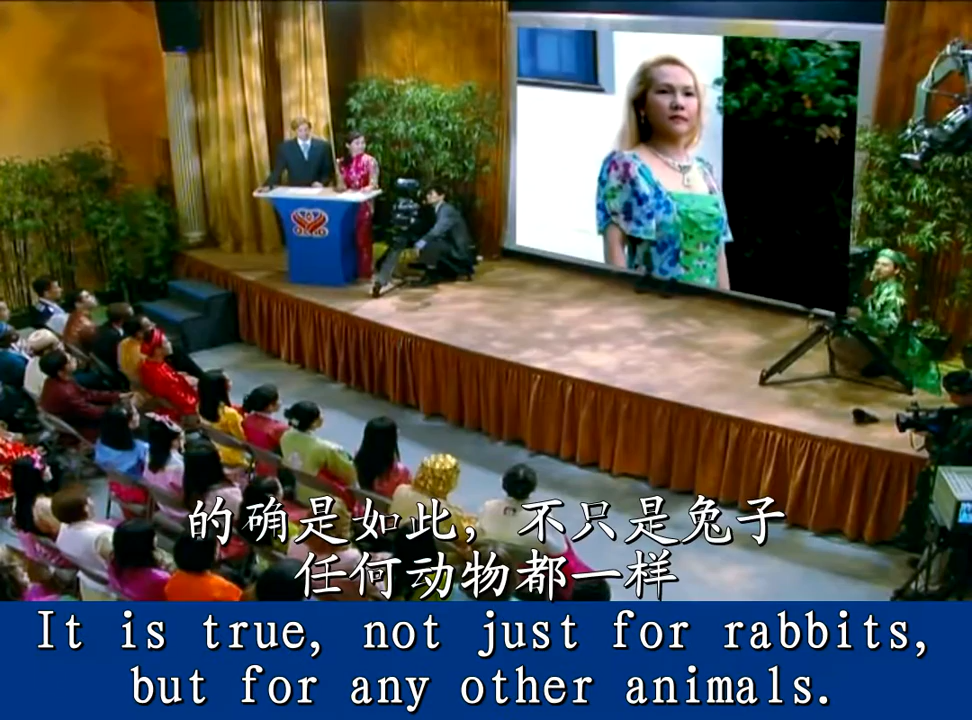 的确是如此，不只是兔子
任何动物都一样
It is true, not just for rabbits,
but for any other animals.